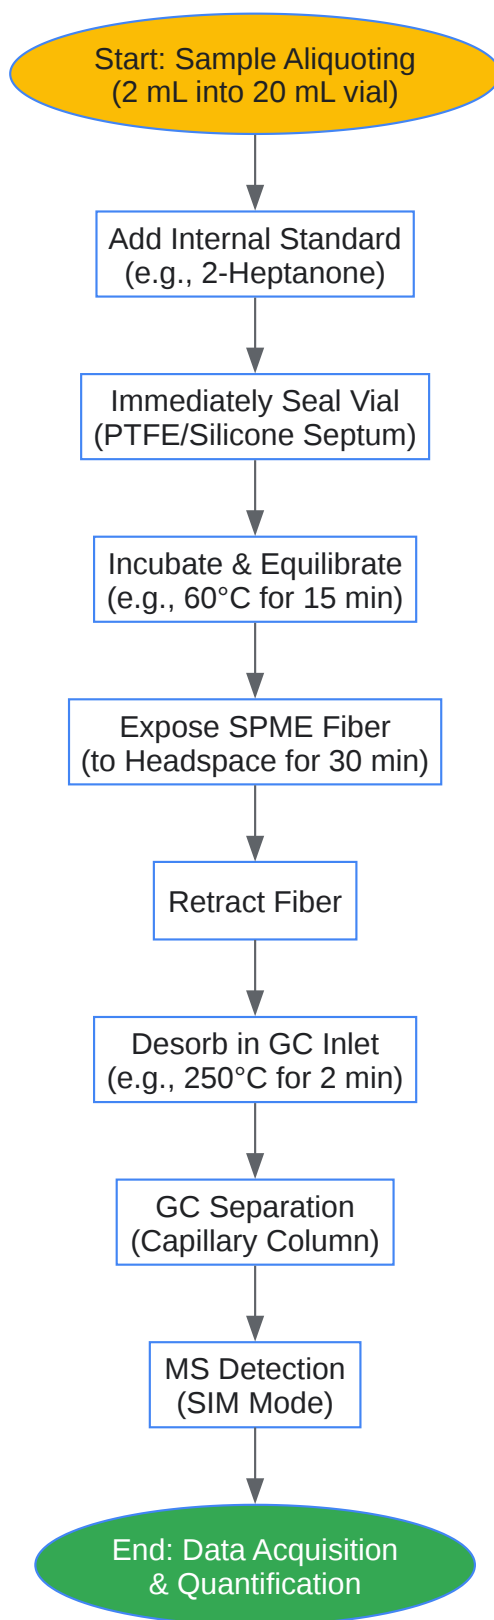 Start: Sample Aliquoting
(2 mL into 20 mL vial)
Add Internal Standard
(e.g., 2-Heptanone)
Immediately Seal Vial
(PTFE/Silicone Septum)
Incubate & Equilibrate
(e.g., 60°C for 15 min)
Expose SPME Fiber
(to Headspace for 30 min)
Retract Fiber
Desorb in GC Inlet
(e.g., 250°C for 2 min)
GC Separation
(Capillary Column)
MS Detection
(SIM Mode)
End: Data Acquisition
& Quantification